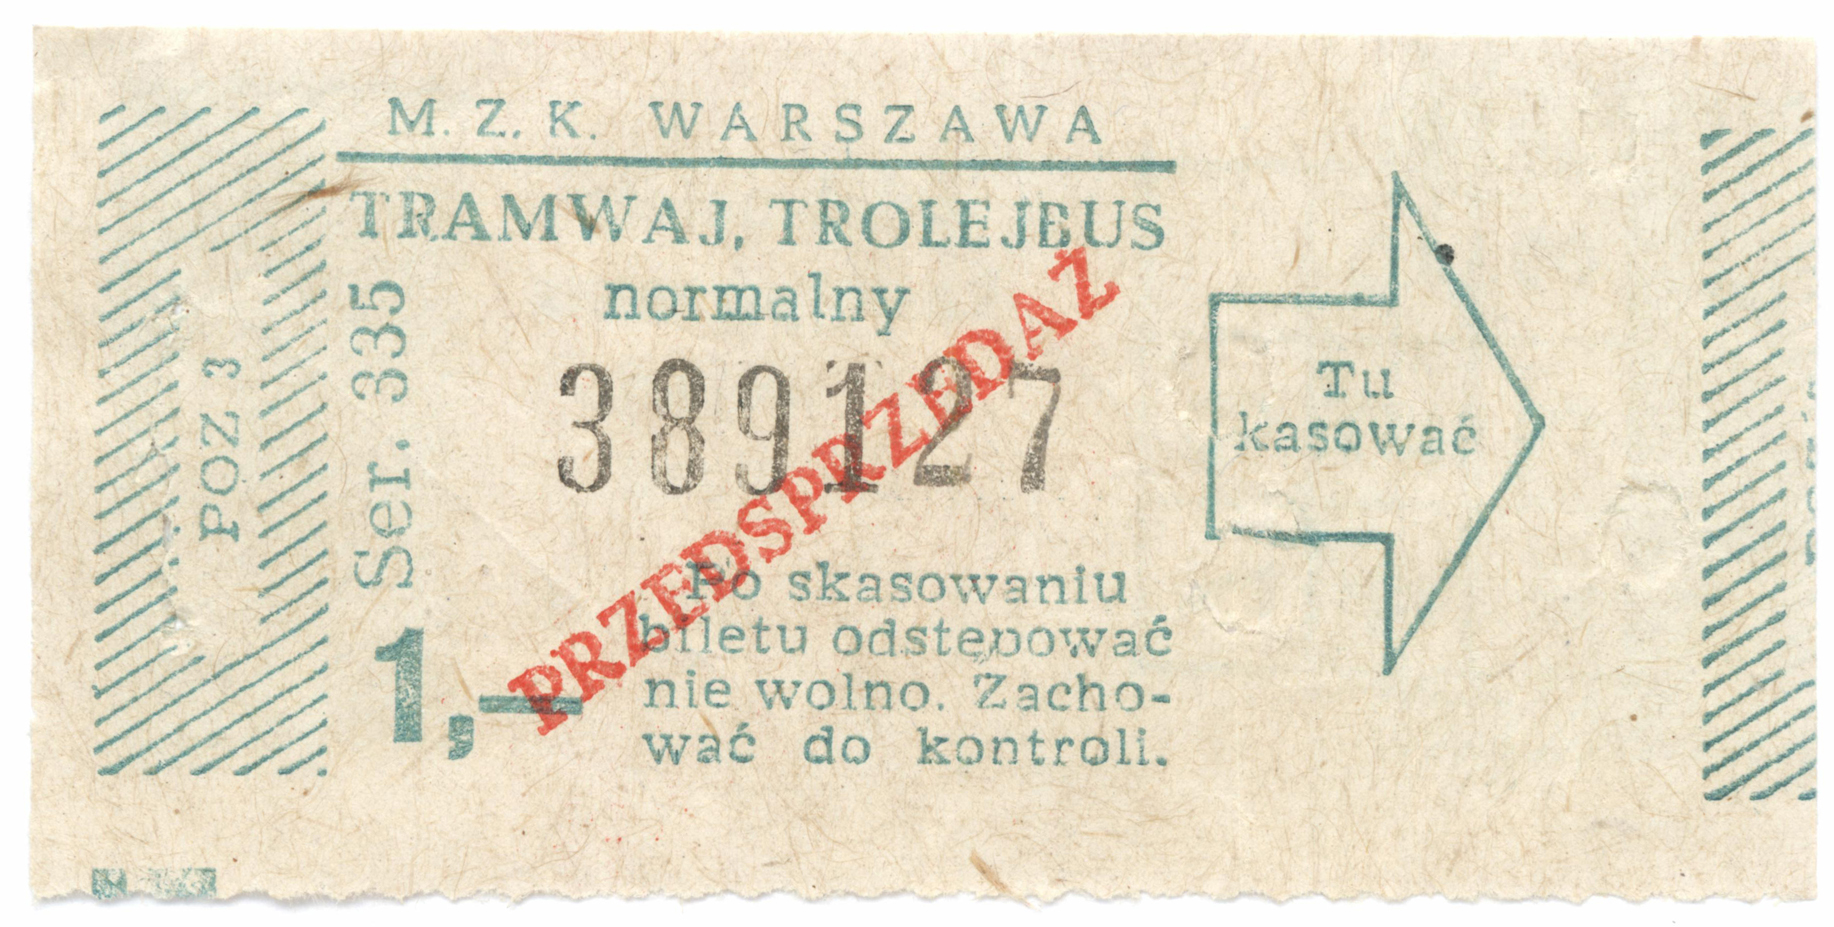 M. Z. K. WARSZAWA
TRAMWAJ, TROLEJBUS
normalny
389127
PRZEDSPRZEDAŻ
POZ 3
Ser. 335
1,—
Po skasowaniu
biletu odstępować
nie wolno. Zacho-
wać do kontroli.
Tu
kasować